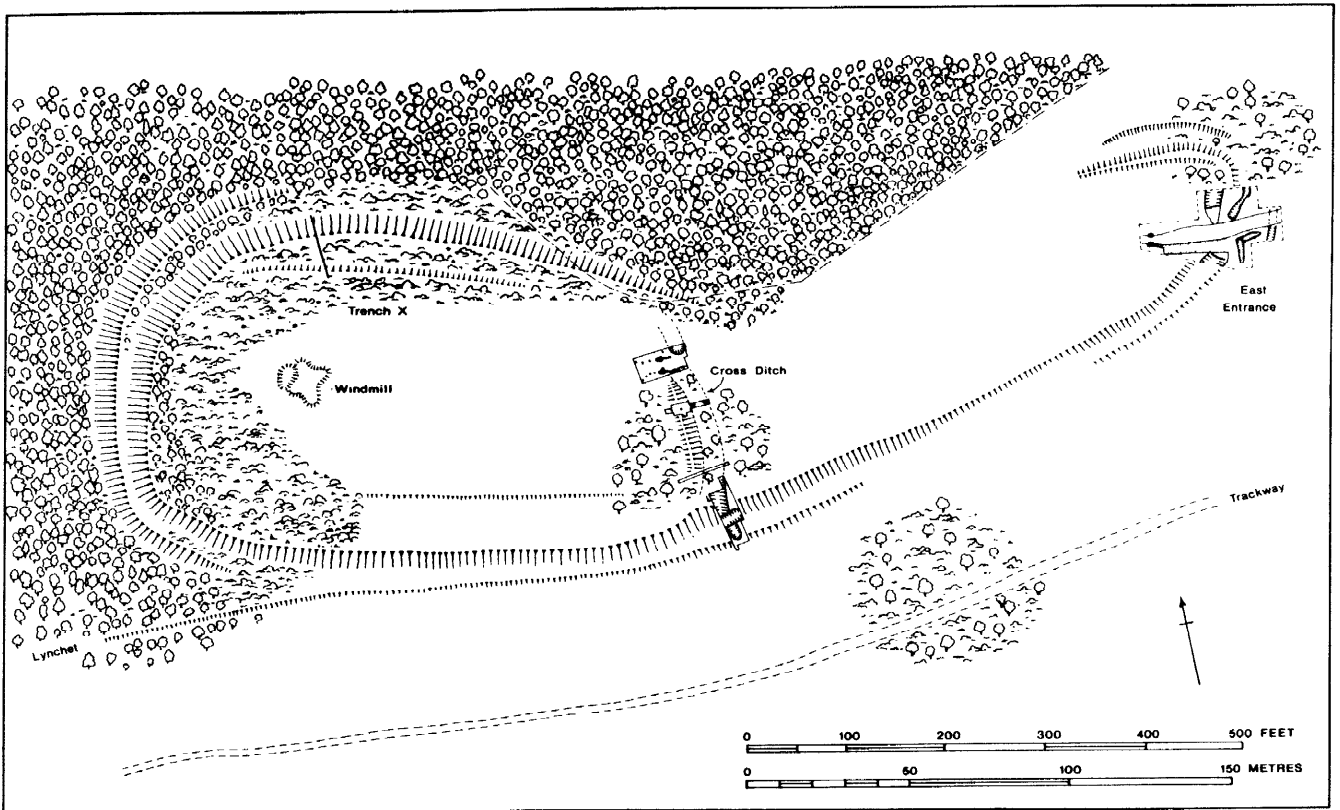 Trench X
Windmill
Cross Ditch
East
Entrance
Trackway
Lynchet
0 100 200 300 400 500 FEET
0 50 100 150 METRES